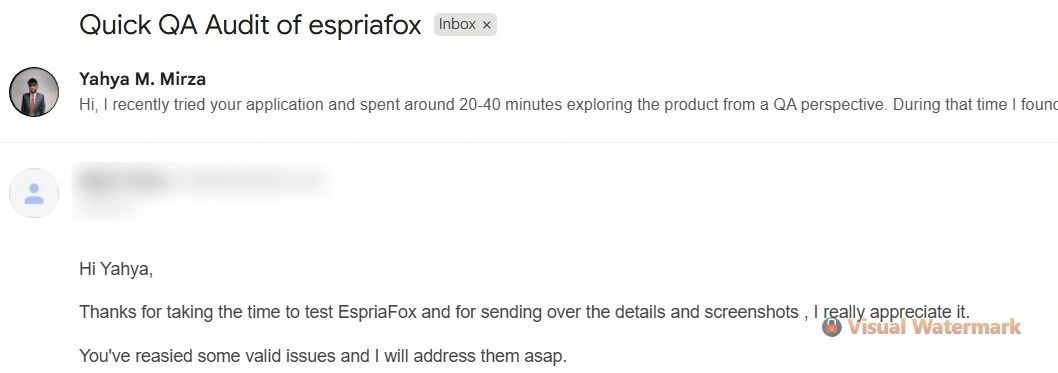 Quick QA Audit of espriafox Inbox ×
Yahya M. Mirza
Hi, I recently tried your application and spent around 20-40 minutes exploring the product from a QA perspective. During that time I found
Hi Yahya,
Thanks for taking the time to test EspriaFox and for sending over the details and screenshots , I really appreciate it.
Visual Watermark
You've reasied some valid issues and I will address them asap.